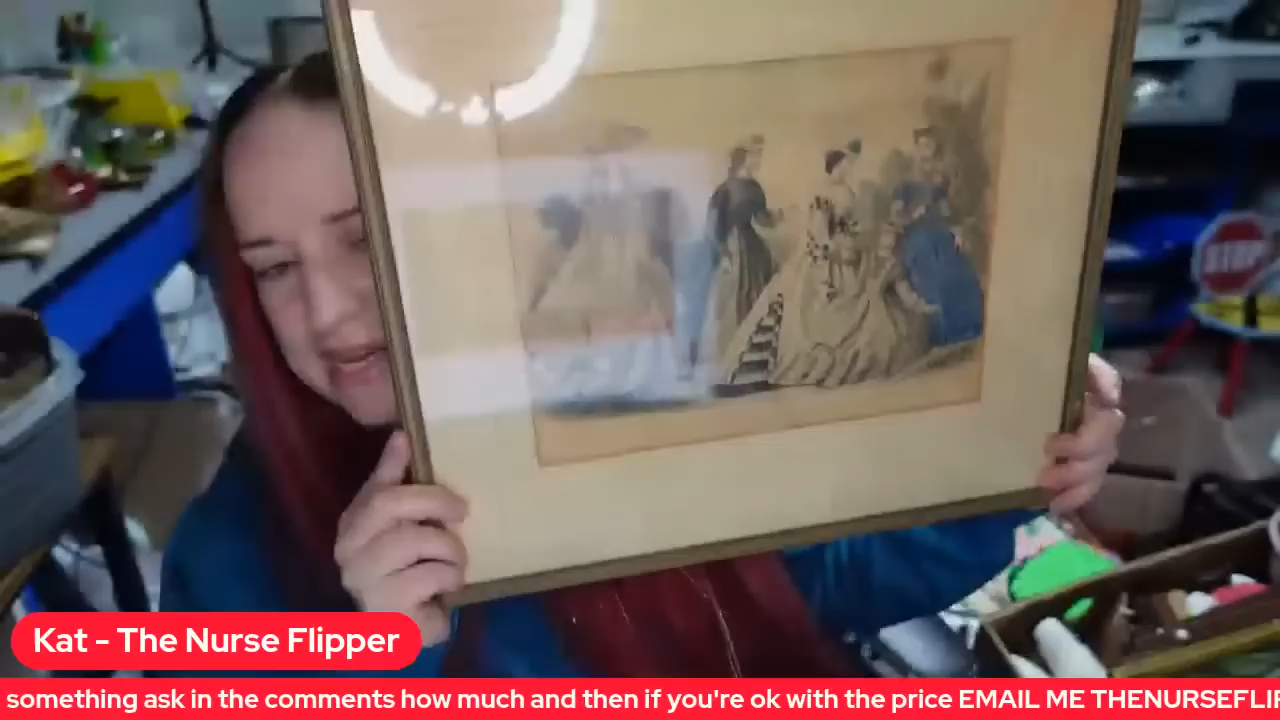 STOP
Kat - The Nurse Flipper
something ask in the comments how much and then if you're ok with the price EMAIL ME THENURSEFLI